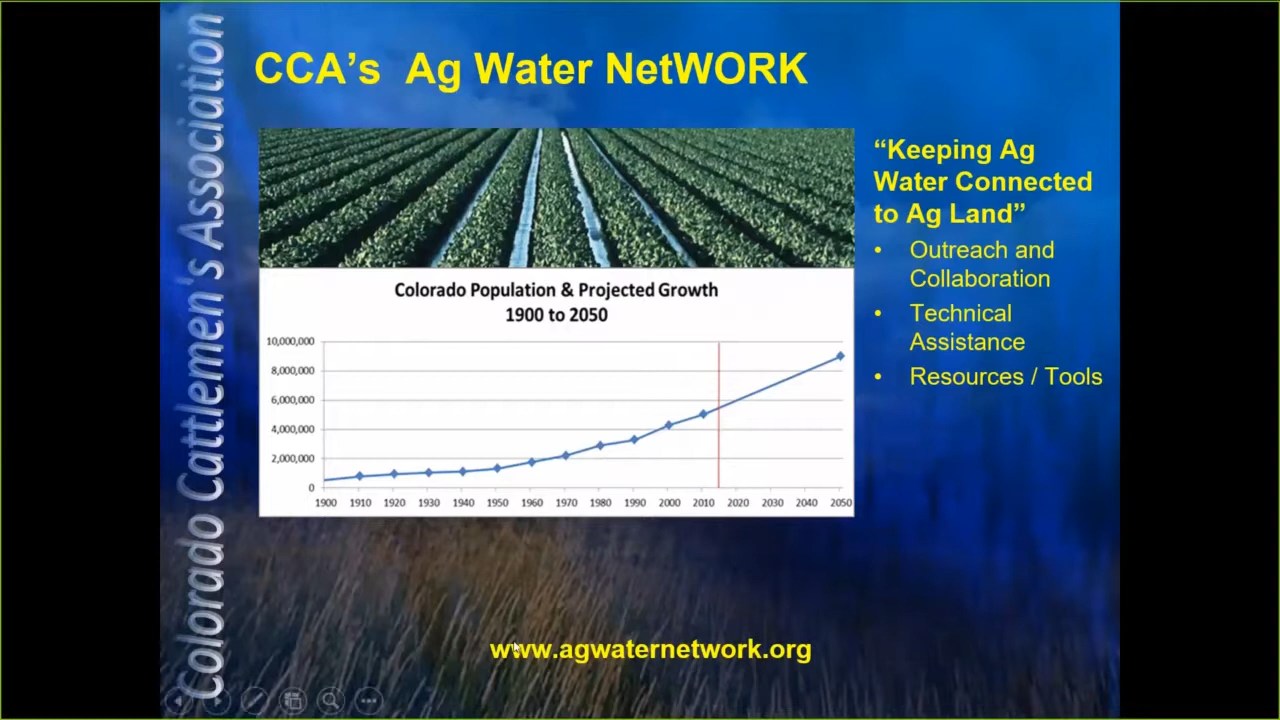 Colorado Cattlemen's Association
CCA's  Ag Water NetWORK
“Keeping Ag
Water Connected
to Ag Land”
• Outreach and
Collaboration
• Technical
Assistance
• Resources / Tools
Colorado Population & Projected Growth
1900 to 2050
10,000,000
8,000,000
6,000,000
4,000,000
2,000,000
0
1900 1910 1920 1930 1940 1950 1960 1970 1980 1990 2000 2010 2020 2030 2040 2050
www.agwaternetwork.org